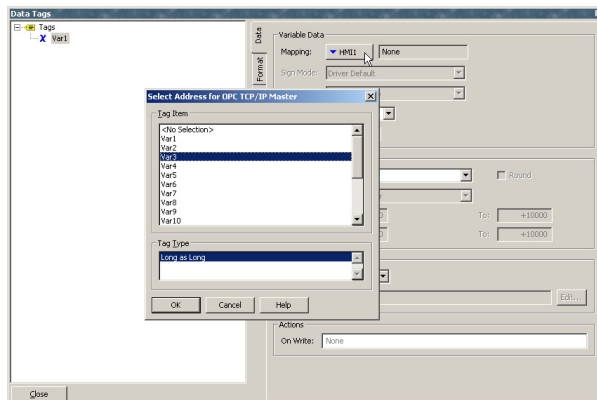 Data Tags
Tags
Var1
Data
Format
Variable Data
Mapping: HMI1 None
Sign Mode: Driver Default
Select Address for OPC TCP/IP Master
Tag Item
<No Selection>
Var1
Var2
Var3
Var4
Var5
Var6
Var7
Var8
Var9
Var10
Round
To: +10000
To: +10000
Tag Type
Long as Long
OK Cancel Help
Edit...
Actions
On Write: None
Close